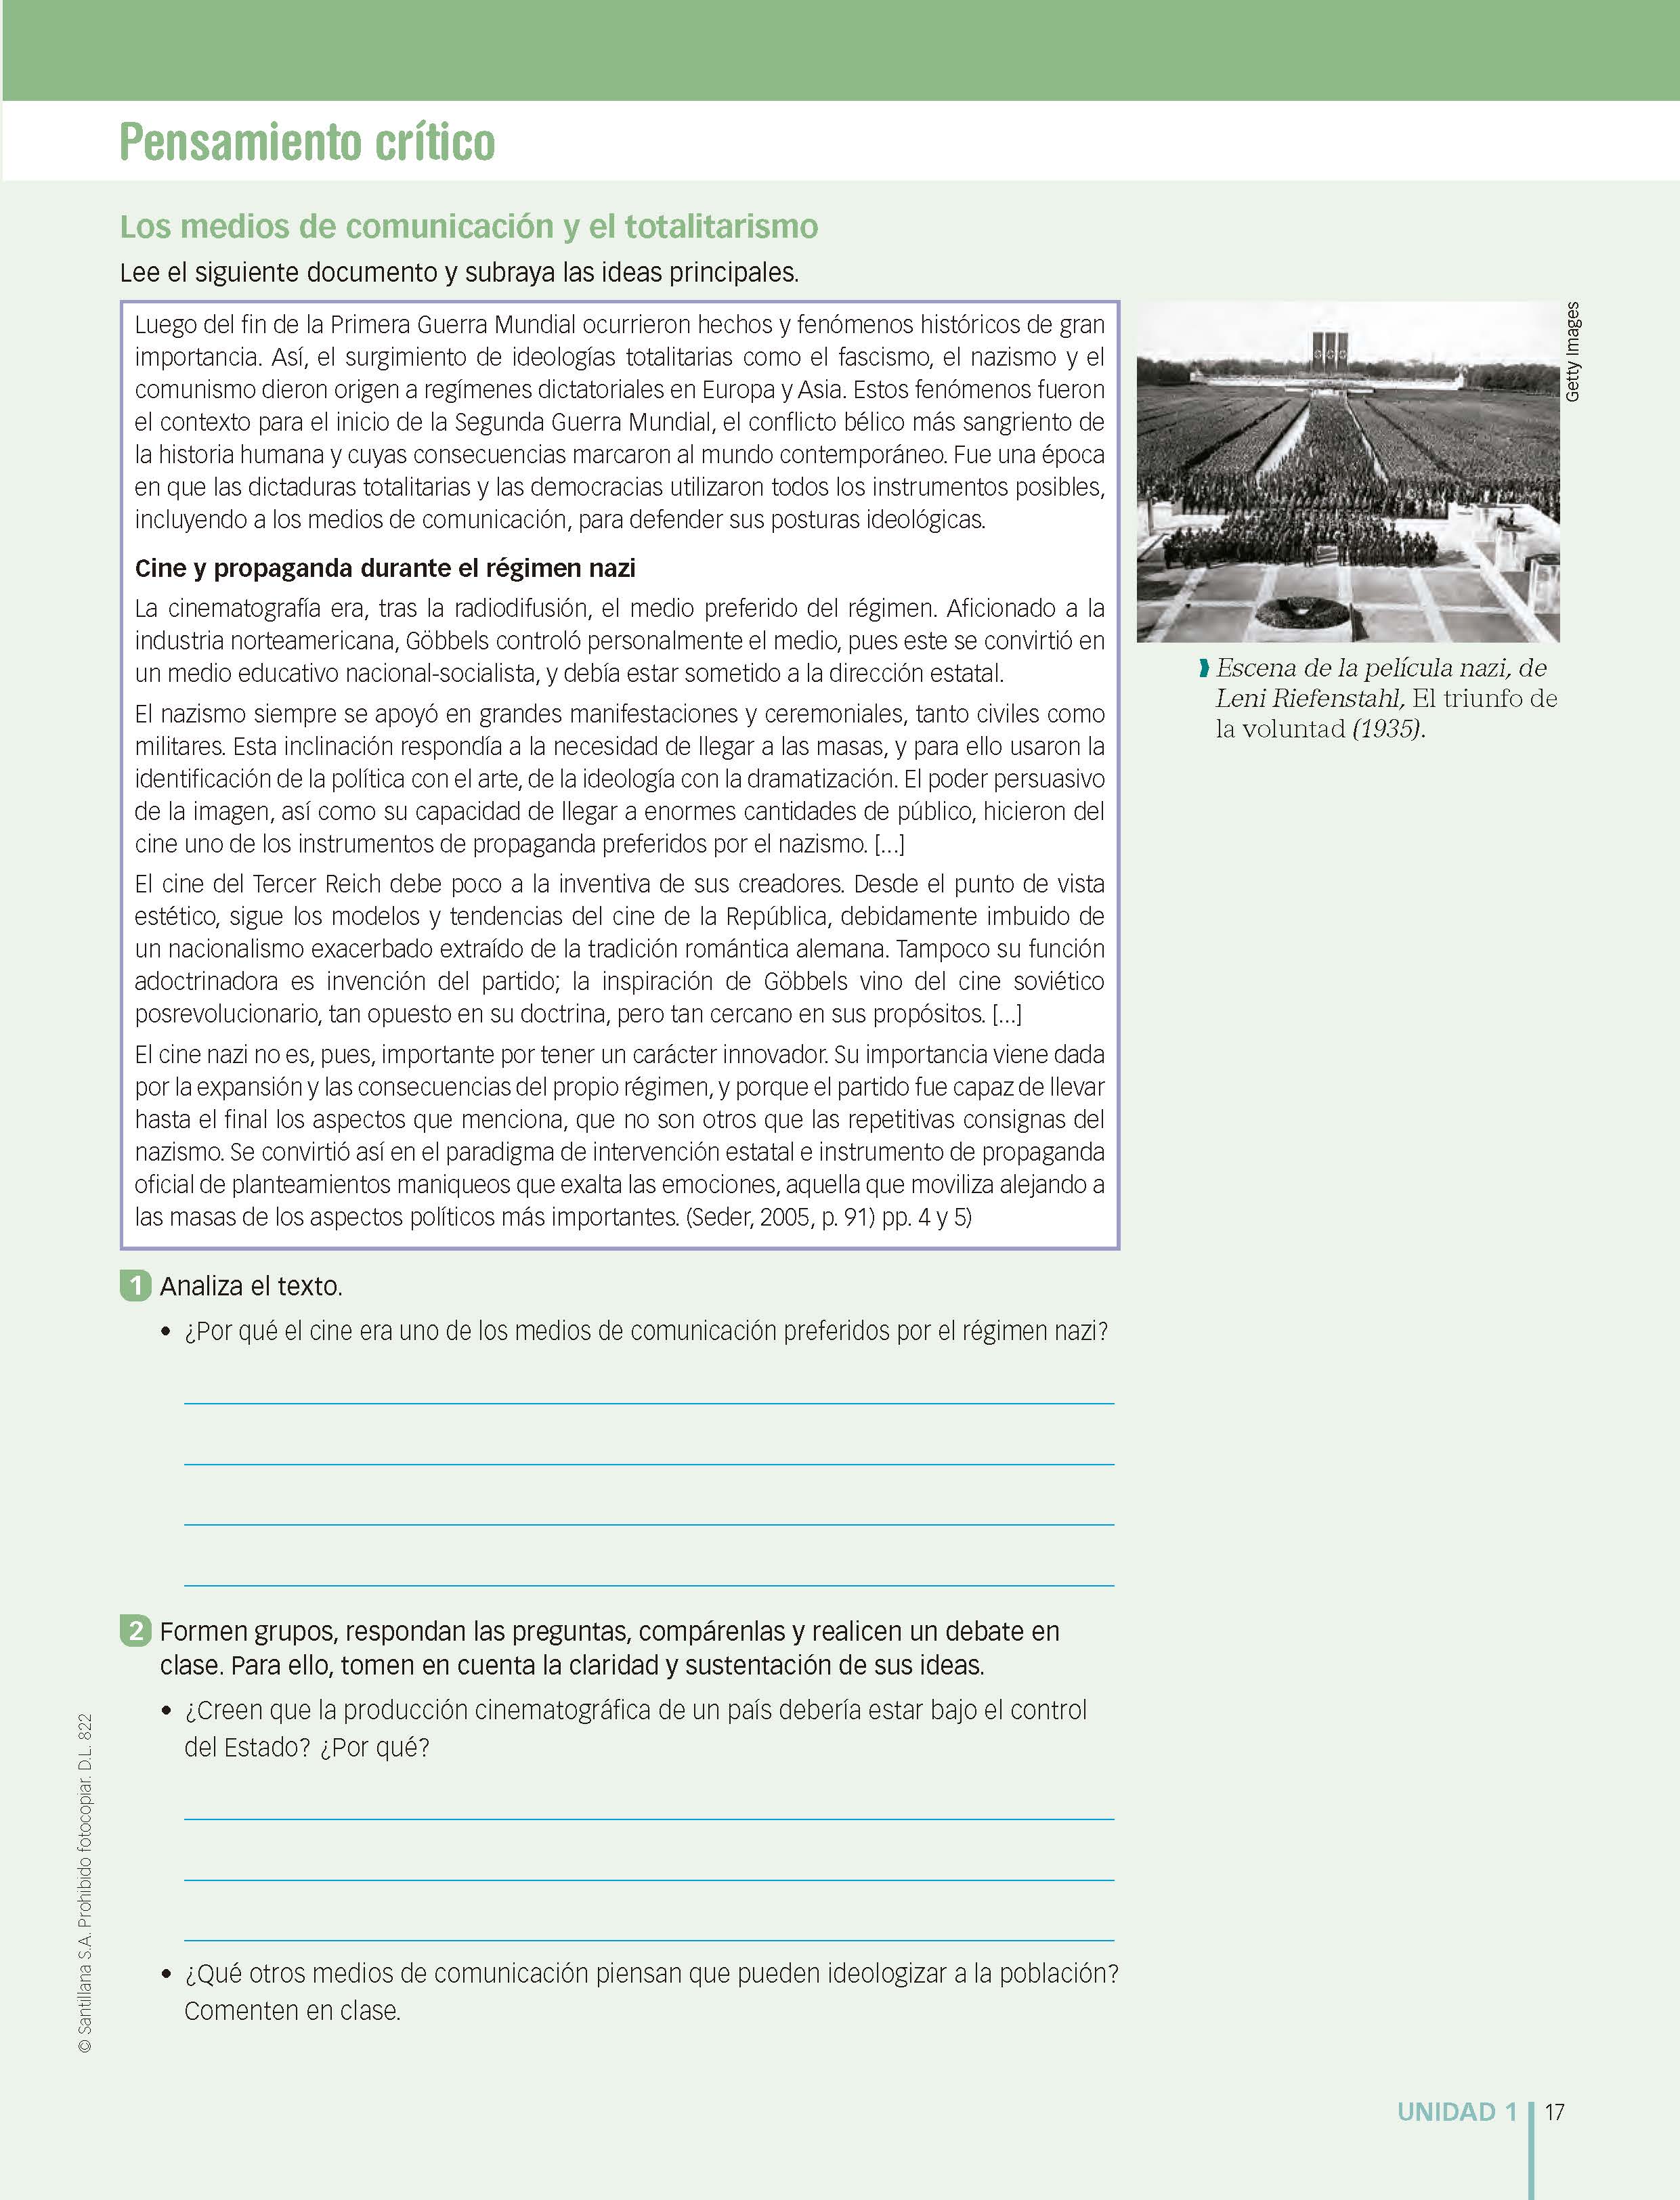 Pensamiento crítico
Los medios de comunicación y el totalitarismo
Lee el siguiente documento y subraya las ideas principales.
Luego del fin de la Primera Guerra Mundial ocurrieron hechos y fenómenos históricos de gran
importancia. Así, el surgimiento de ideologías totalitarias como el fascismo, el nazismo y el
comunismo dieron origen a regímenes dictatoriales en Europa y Asia. Estos fenómenos fueron
el contexto para el inicio de la Segunda Guerra Mundial, el conflicto bélico más sangriento de
la historia humana y cuyas consecuencias marcaron al mundo contemporáneo. Fue una época
en que las dictaduras totalitarias y las democracias utilizaron todos los instrumentos posibles,
incluyendo a los medios de comunicación, para defender sus posturas ideológicas.
Cine y propaganda durante el régimen nazi
La cinematografía era, tras la radiodifusión, el medio preferido del régimen. Aficionado a la
industria norteamericana, Göbbels controló personalmente el medio, pues este se convirtió en
un medio educativo nacional-socialista, y debía estar sometido a la dirección estatal.
El nazismo siempre se apoyó en grandes manifestaciones y ceremoniales, tanto civiles como
militares. Esta inclinación respondía a la necesidad de llegar a las masas, y para ello usaron la
identificación de la política con el arte, de la ideología con la dramatización. El poder persuasivo
de la imagen, así como su capacidad de llegar a enormes cantidades de público, hicieron del
cine uno de los instrumentos de propaganda preferidos por el nazismo. [...]
El cine del Tercer Reich debe poco a la inventiva de sus creadores. Desde el punto de vista
estético, sigue los modelos y tendencias del cine de la República, debidamente imbuido de
un nacionalismo exacerbado extraído de la tradición romántica alemana. Tampoco su función
adoctrinadora es invención del partido; la inspiración de Göbbels vino del cine soviético
posrevolucionario, tan opuesto en su doctrina, pero tan cercano en sus propósitos. [...]
El cine nazi no es, pues, importante por tener un carácter innovador. Su importancia viene dada
por la expansión y las consecuencias del propio régimen, y porque el partido fue capaz de llevar
hasta el final los aspectos que menciona, que no son otros que las repetitivas consignas del
nazismo. Se convirtió así en el paradigma de intervención estatal e instrumento de propaganda
oficial de planteamientos maniqueos que exalta las emociones, aquella que moviliza alejando a
las masas de los aspectos políticos más importantes. (Seder, 2005, p. 91) pp. 4 y 5)
Getty Images
Escena de la película nazi, de
Leni Riefenstahl, El triunfo de
la voluntad (1935).
1 Analiza el texto.
• ¿Por qué el cine era uno de los medios de comunicación preferidos por el régimen nazi?
2 Formen grupos, respondan las preguntas, compárenlas y realicen un debate en
clase. Para ello, tomen en cuenta la claridad y sustentación de sus ideas.
• ¿Creen que la producción cinematográfica de un país debería estar bajo el control
del Estado? ¿Por qué?
• ¿Qué otros medios de comunicación piensan que pueden ideologizar a la población?
Comenten en clase.
© Santillana S.A. Prohibido fotocopiar. D.L. 822
UNIDAD 1 17